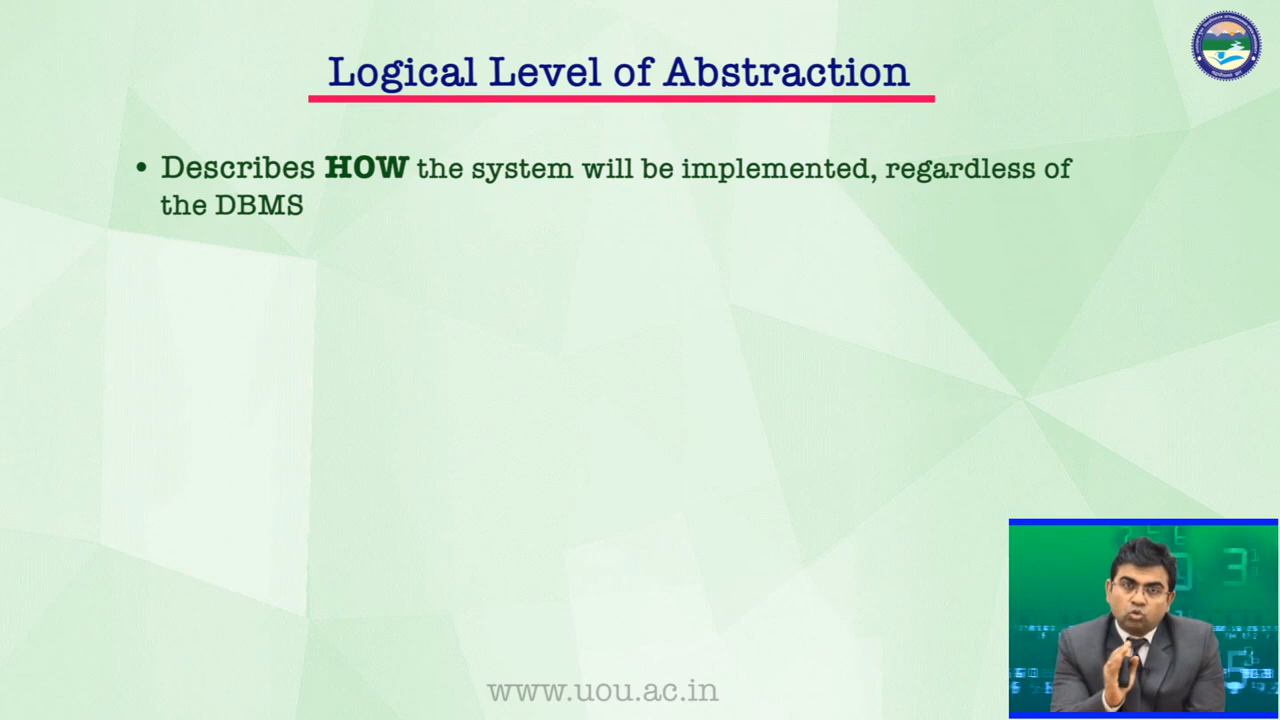 Logical Level of Abstraction
• Describes HOW the system will be implemented, regardless of
the DBMS
www.uou.ac.in